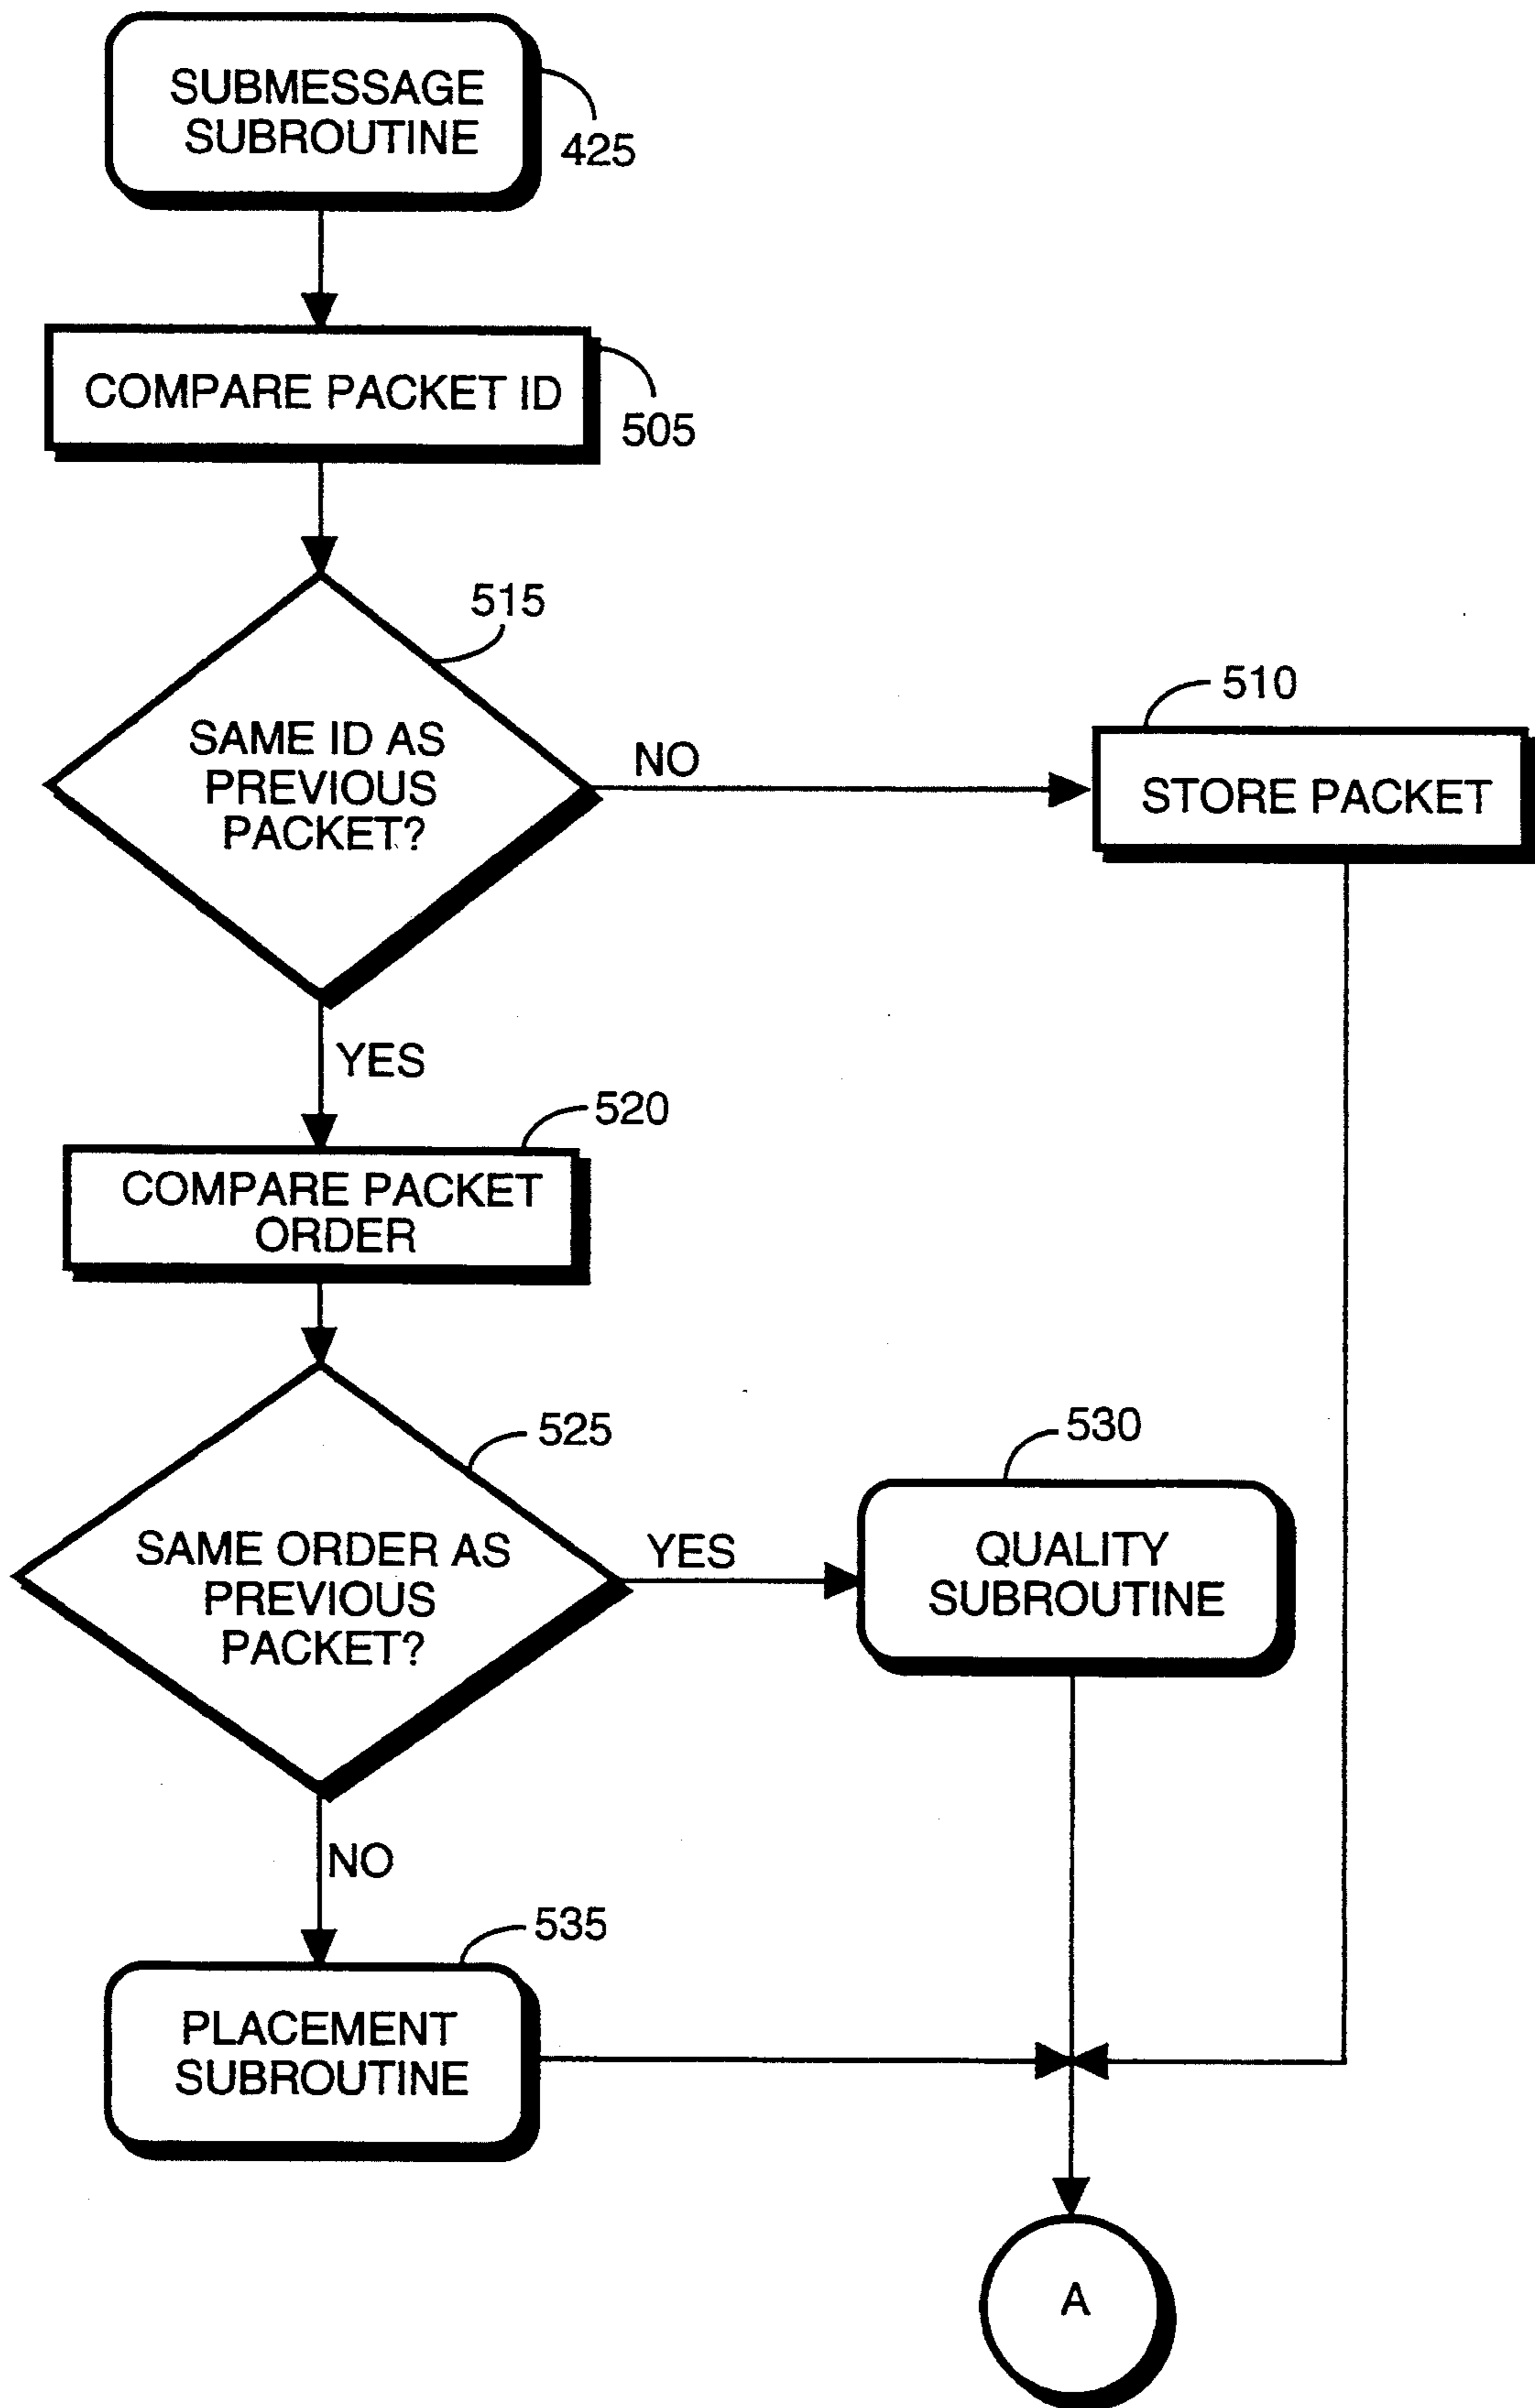 SUBMESSAGE
SUBROUTINE
425
COMPARE PACKET ID
505
515
SAME ID AS
PREVIOUS
PACKET?
NO
510
STORE PACKET
YES
520
COMPARE PACKET
ORDER
525
SAME ORDER AS
PREVIOUS
PACKET?
YES
530
QUALITY
SUBROUTINE
NO
535
PLACEMENT
SUBROUTINE
A